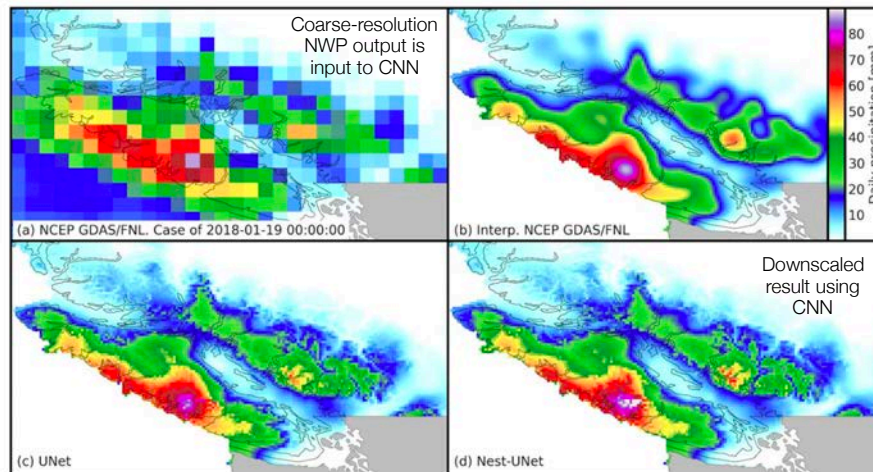 Coarse-resolution
NWP output is
input to CNN
(a) NCEP GDAS/FNL. Case of 2018-01-19 00:00:00
(b) Interp. NCEP GDAS/FNL
80
70
60
50
40
30
20
10
Daily precipitation [mm]
(c) UNet
Downscaled
result using
CNN
(d) Nest-UNet